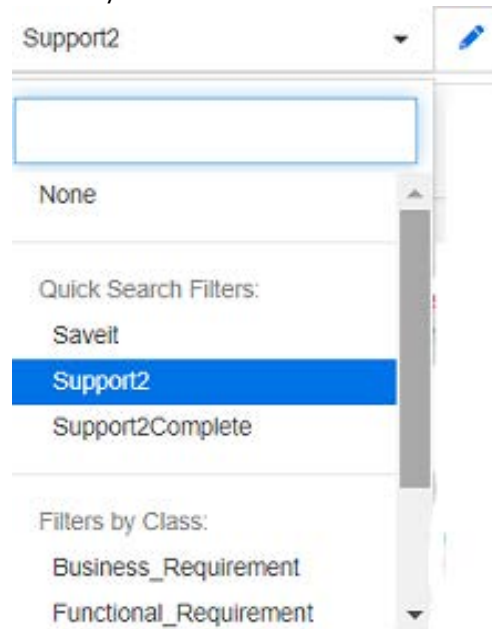 Support2
None
Quick Search Filters:
Saveit
Support2
Support2Complete
Filters by Class:
Business_Requirement
Functional_Requirement